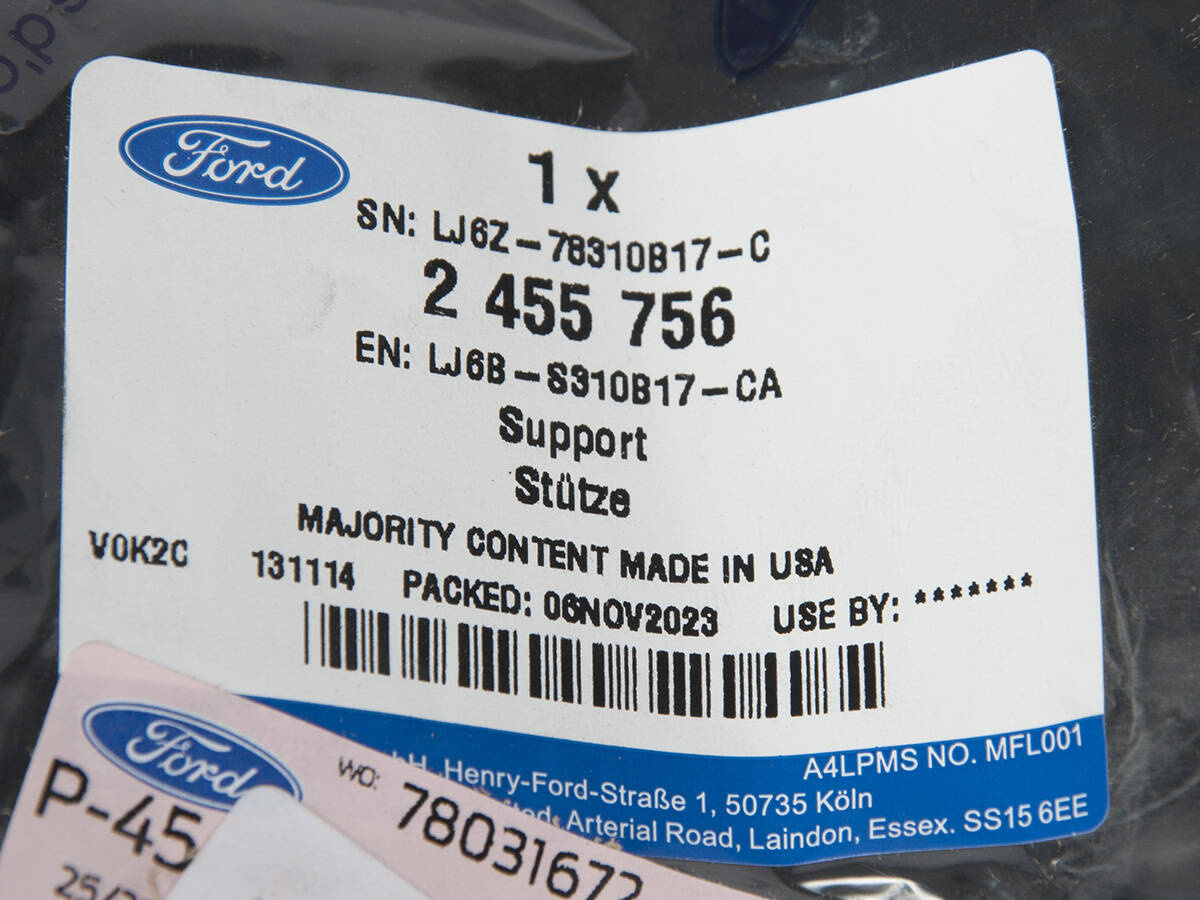 Ford
1 x
SN: LJ6Z-78310B17-C
2 455 756
EN: LJ6B-S310B17-CA
Support
Stütze
MAJORITY CONTENT MADE IN USA
V0K2C 131114 PACKED: 06NOV2023 USE BY: *******
A4LPMS NO. MFL001
Henry-Ford-Straße 1, 50735 Köln
Arterial Road, Laindon, Essex. SS15 6EE
Ford
WO: 78031672
P-45